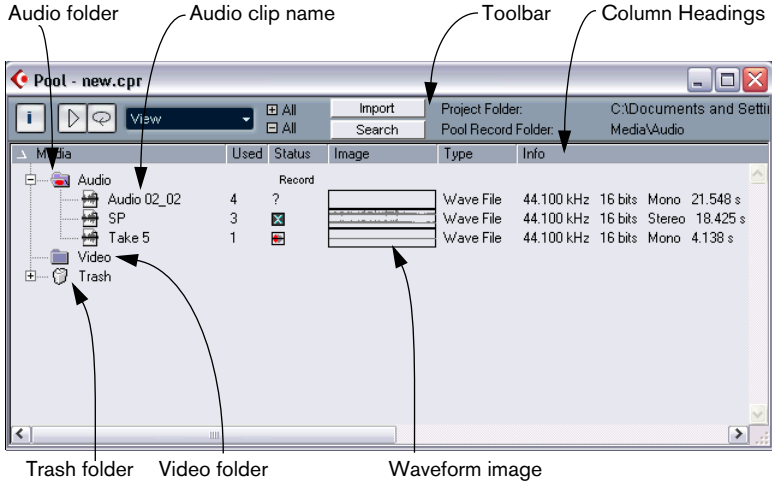 Audio folder Audio clip name Toolbar Column Headings
Pool - new.cpr
i View All Import Project Folder: C:\Documents and Settin
All Search Pool Record Folder: Media\Audio
Media Used Status Image Type Info
Audio Record
Audio 02_02 4 ? Wave File 44.100 kHz 16 bits Mono 21.548 s
SP 3 Wave File 44.100 kHz 16 bits Stereo 18.425 s
Take 5 1 Wave File 44.100 kHz 16 bits Mono 4.138 s
Video
Trash
Trash folder Video folder Waveform image